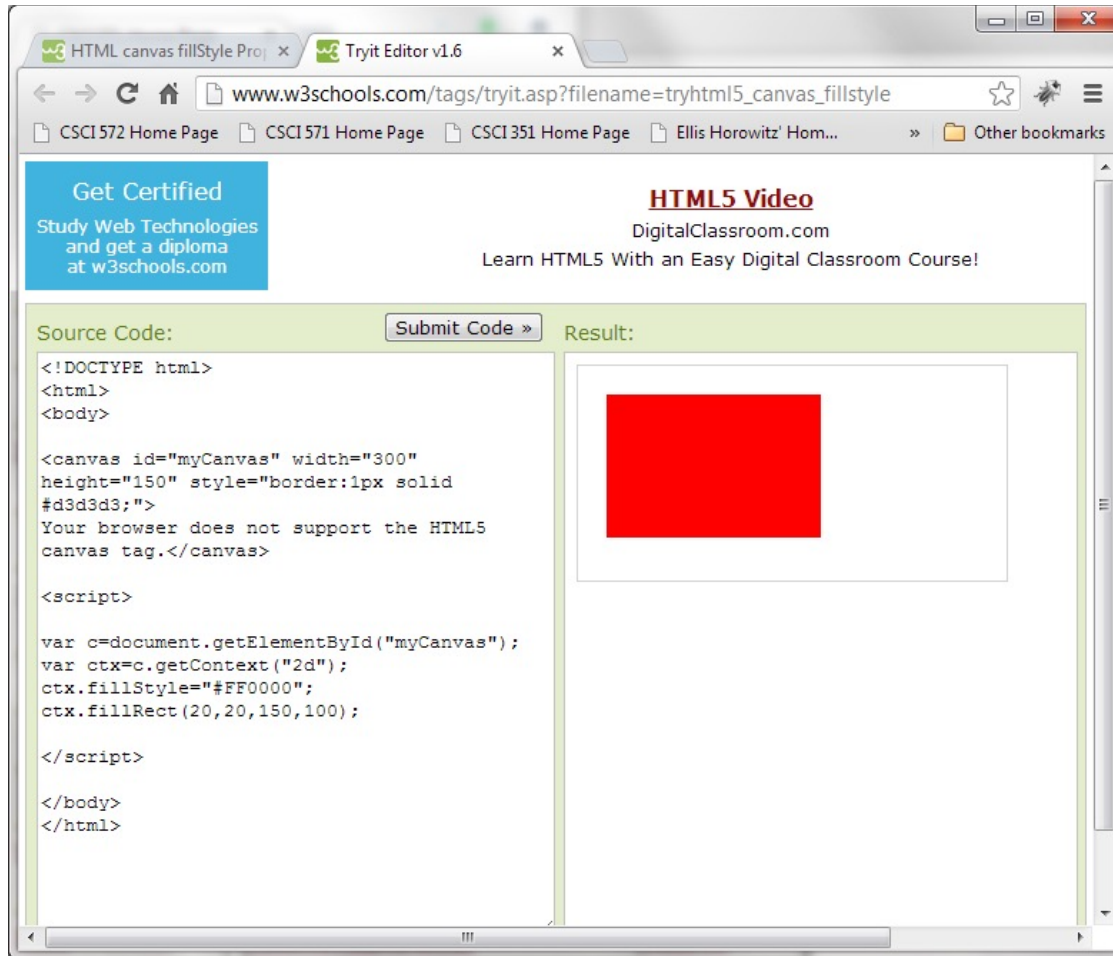 HTML canvas fillStyle Prop
Tryit Editor v1.6
www.w3schools.com/tags/tryit.asp?filename=tryhtml5_canvas_fillstyle
CSCI 572 Home Page
CSCI 571 Home Page
CSCI 351 Home Page
Ellis Horowitz' Hom...
»
Other bookmarks
Get Certified
Study Web Technologies
and get a diploma
at w3schools.com
HTML5 Video
DigitalClassroom.com
Learn HTML5 With an Easy Digital Classroom Course!
Source Code:
Submit Code »
Result:
<!DOCTYPE html>
<html>
<body>
<canvas id="myCanvas" width="300"
height="150" style="border:1px solid
#d3d3d3;">
Your browser does not support the HTML5
canvas tag.</canvas>
<script>
var c=document.getElementById("myCanvas");
var ctx=c.getContext("2d");
ctx.fillStyle="#FF0000";
ctx.fillRect(20,20,150,100);
</script>
</body>
</html>